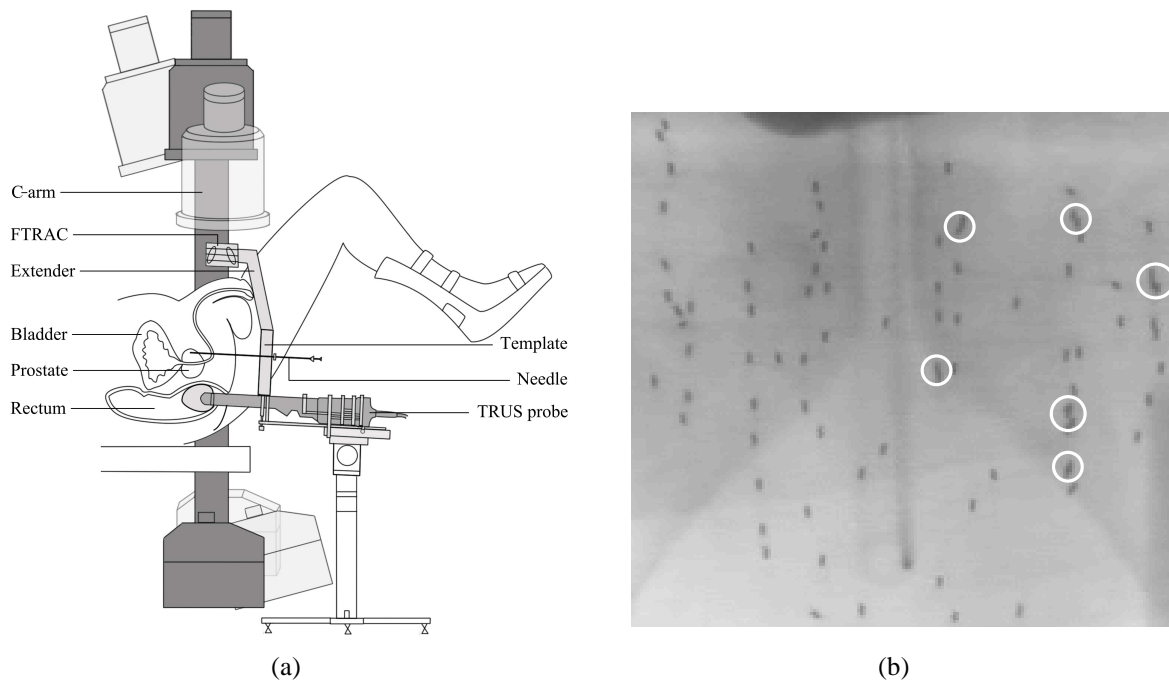 C-arm
FTRAC
Extender
Bladder
Prostate
Rectum
Template
Needle
TRUS probe
(a)
(b)